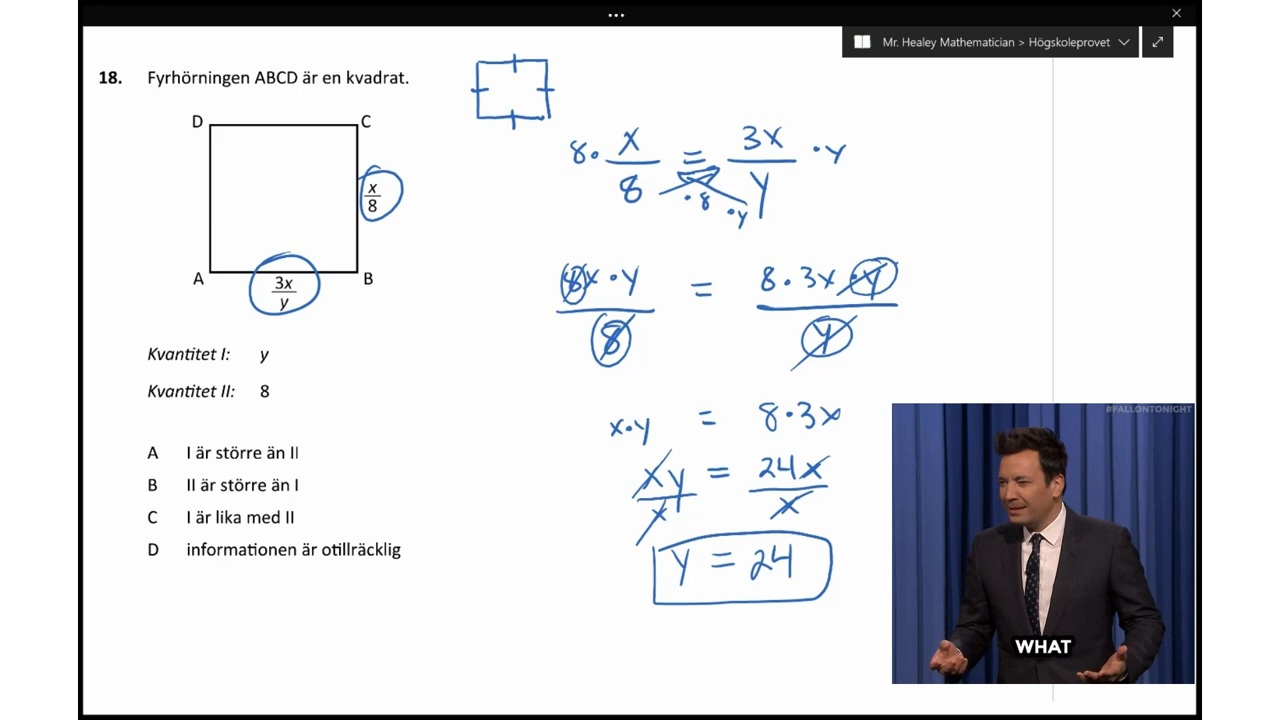 Mr. Healey Mathematician > Högskoleprovet
18. Fyrhörningen ABCD är en kvadrat.
D C
x
8
A B
3x
y
Kvantitet I: y
Kvantitet II: 8
A I är större än II
B II är större än I
C I är lika med II
D informationen är otillräcklig
8 · x/8 = 3x/y · y
· 8 · y
8x · y / 8 = 8 · 3x · y / y
x · y = 8 · 3x
xy/x = 24x/x
y = 24
#FALLONTONIGHT
WHAT